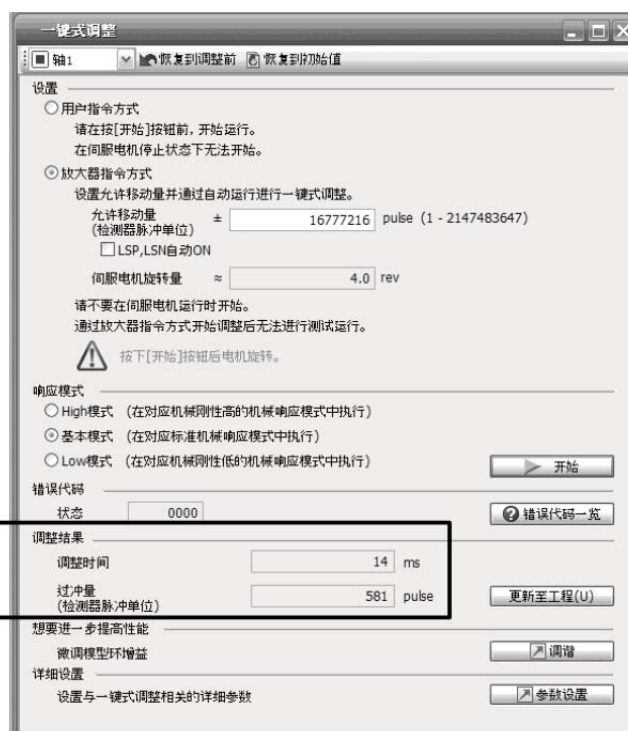 一键式调整
轴1 恢复到调整前 恢复到初始值
设置
用户指令方式
请在按[开始]按钮前，开始运行。
在伺服电机停止状态下无法开始。
放大器指令方式
设置允许移动量并通过自动运行进行一键式调整。
允许移动量 ± 16777216 pulse (1 - 2147483647)
(检测器脉冲单位)
LSP,LSN自动ON
伺服电机旋转量 ≈ 4.0 rev
请不要在伺服电机运行时开始。
通过放大器指令方式开始调整后无法进行测试运行。
按下[开始]按钮后电机旋转。
响应模式
High模式 (在对应机械刚性高的机械响应模式中执行)
基本模式 (在对应标准机械响应模式中执行)
Low模式 (在对应机械刚性低的机械响应模式中执行) 开始
错误代码
状态 0000 错误代码一览
调整结果
调整时间 14 ms
过冲量 581 pulse 更新至工程(U)
(检测器脉冲单位)
想要进一步提高性能
微调模型环增益 调谐
详细设置
设置与一键式调整相关的详细参数 参数设置